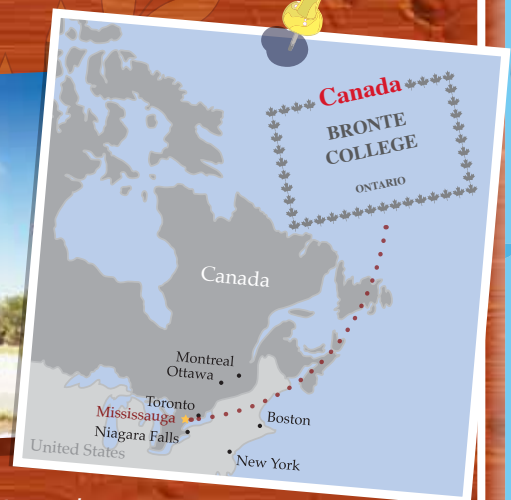 Canada
BRONTE
COLLEGE
ONTARIO
Canada
Montreal
Ottawa
Toronto
Mississauga
Niagara Falls
Boston
United States
New York